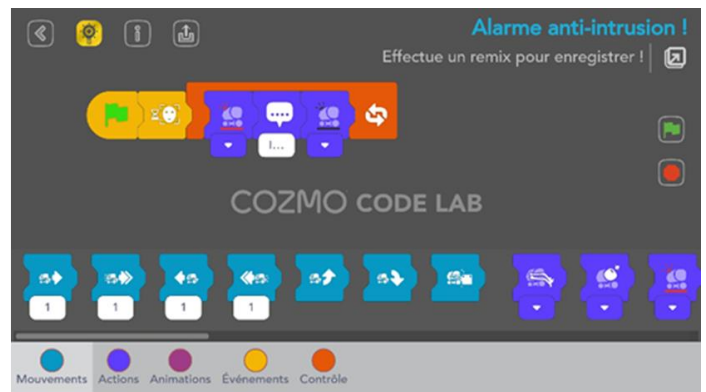 Alarme anti-intrusion !
Effectue un remix pour enregistrer !
I...
COZMO CODE LAB
1 1 1 1
Mouvements Actions Animations Événements Contrôle